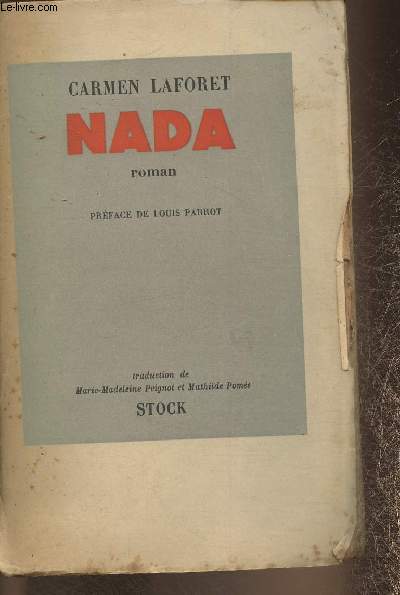 Le-livre.com
CARMEN LAFORET
NADA
roman
PRÉFACE DE LOUIS PARROT
traduction de
Marie-Madeleine Peignot et Mathilde Pomès
STOCK